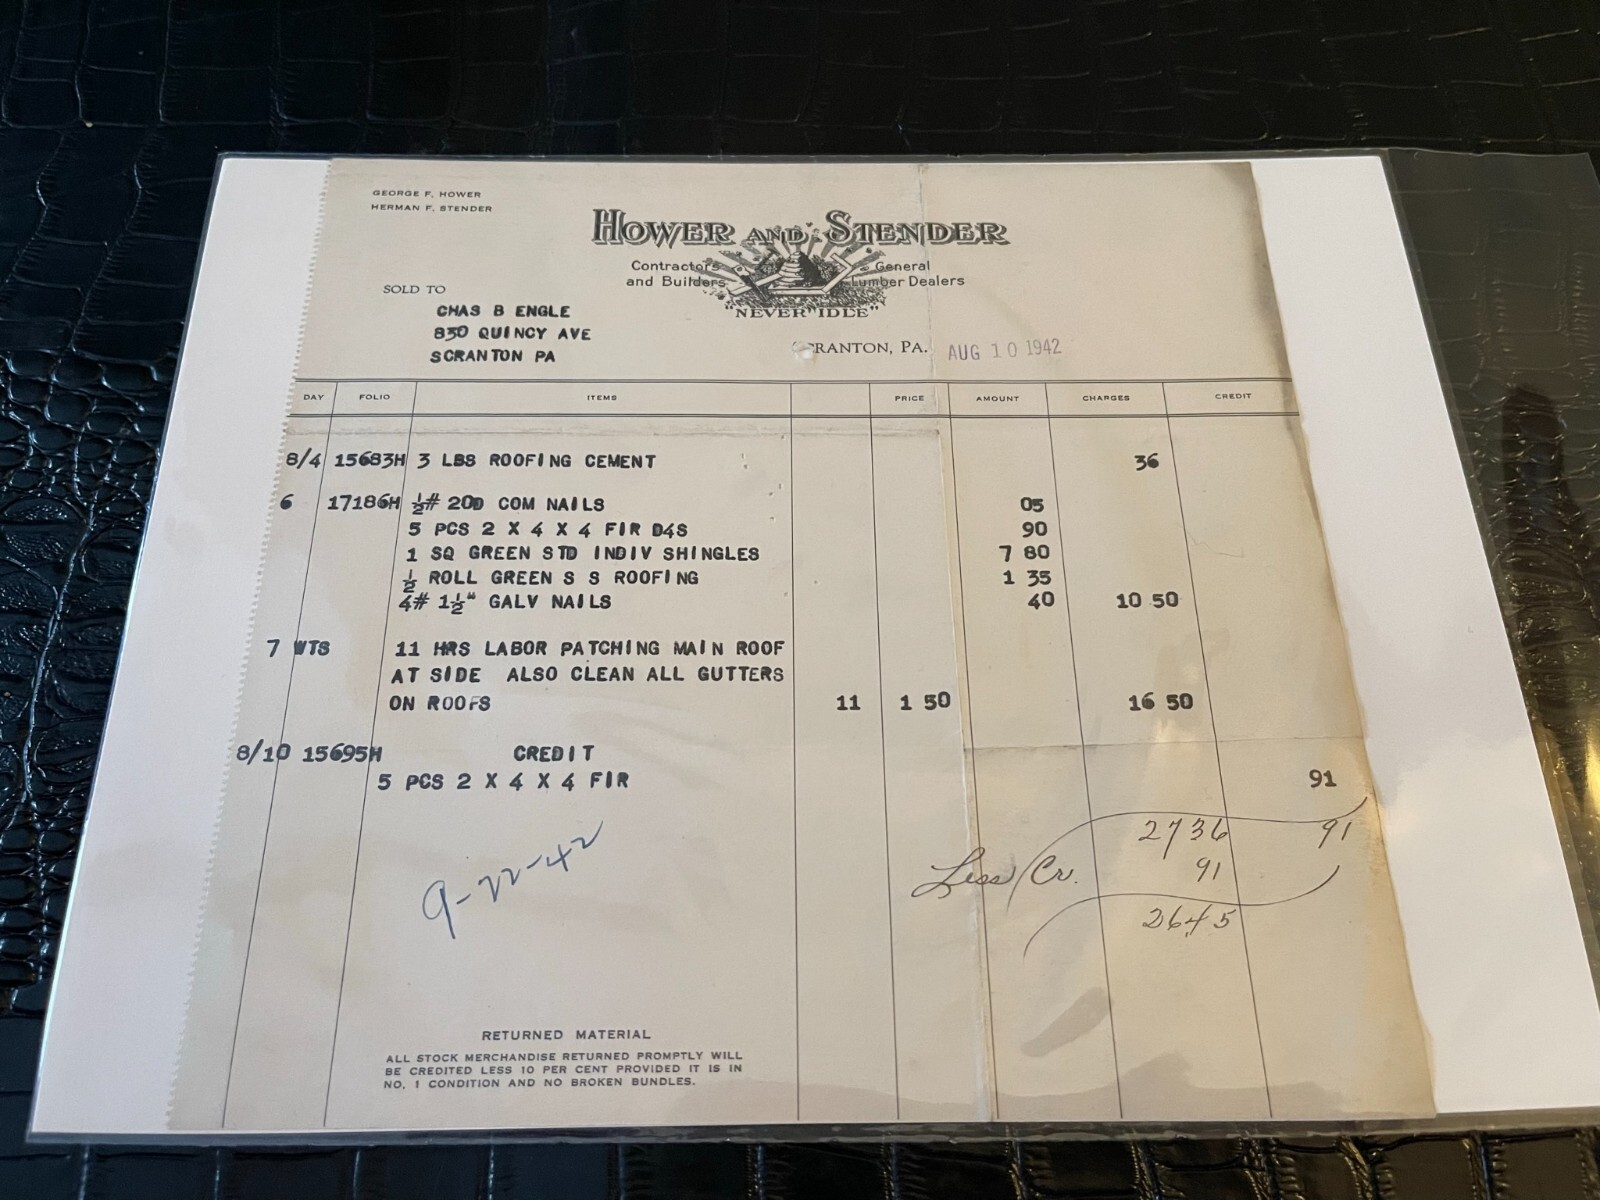 GEORGE F. HOWER
HERMAN F. STENDER
HOWER AND STENDER
Contractors and Builders
General Lumber Dealers
"NEVER IDLE"
SOLD TO
CHAS B ENGLE
830 QUINCY AVE
SCRANTON PA
SCRANTON, PA. AUG 10 1942
DAY FOLIO ITEMS PRICE AMOUNT CHARGES CREDIT
8/4 15683H 3 LBS ROOFING CEMENT 36
6 17186H ½# 20D COM NAILS 05
5 PCS 2 X 4 X 4 FIR D4S 90
1 SQ GREEN STD INDIV SHINGLES 7 80
½ ROLL GREEN S S ROOFING 1 35
4# 1½" GALV NAILS 40 10 50
7 WTS 11 HRS LABOR PATCHING MAIN ROOF
AT SIDE ALSO CLEAN ALL GUTTERS
ON ROOFS 11 1 50 16 50
8/10 15695H CREDIT
5 PCS 2 X 4 X 4 FIR 91
2736 91
Less Cr. 91
2645
9-22-42
RETURNED MATERIAL
ALL STOCK MERCHANDISE RETURNED PROMPTLY WILL
BE CREDITED LESS 10 PER CENT PROVIDED IT IS IN
NO. 1 CONDITION AND NO BROKEN BUNDLES.